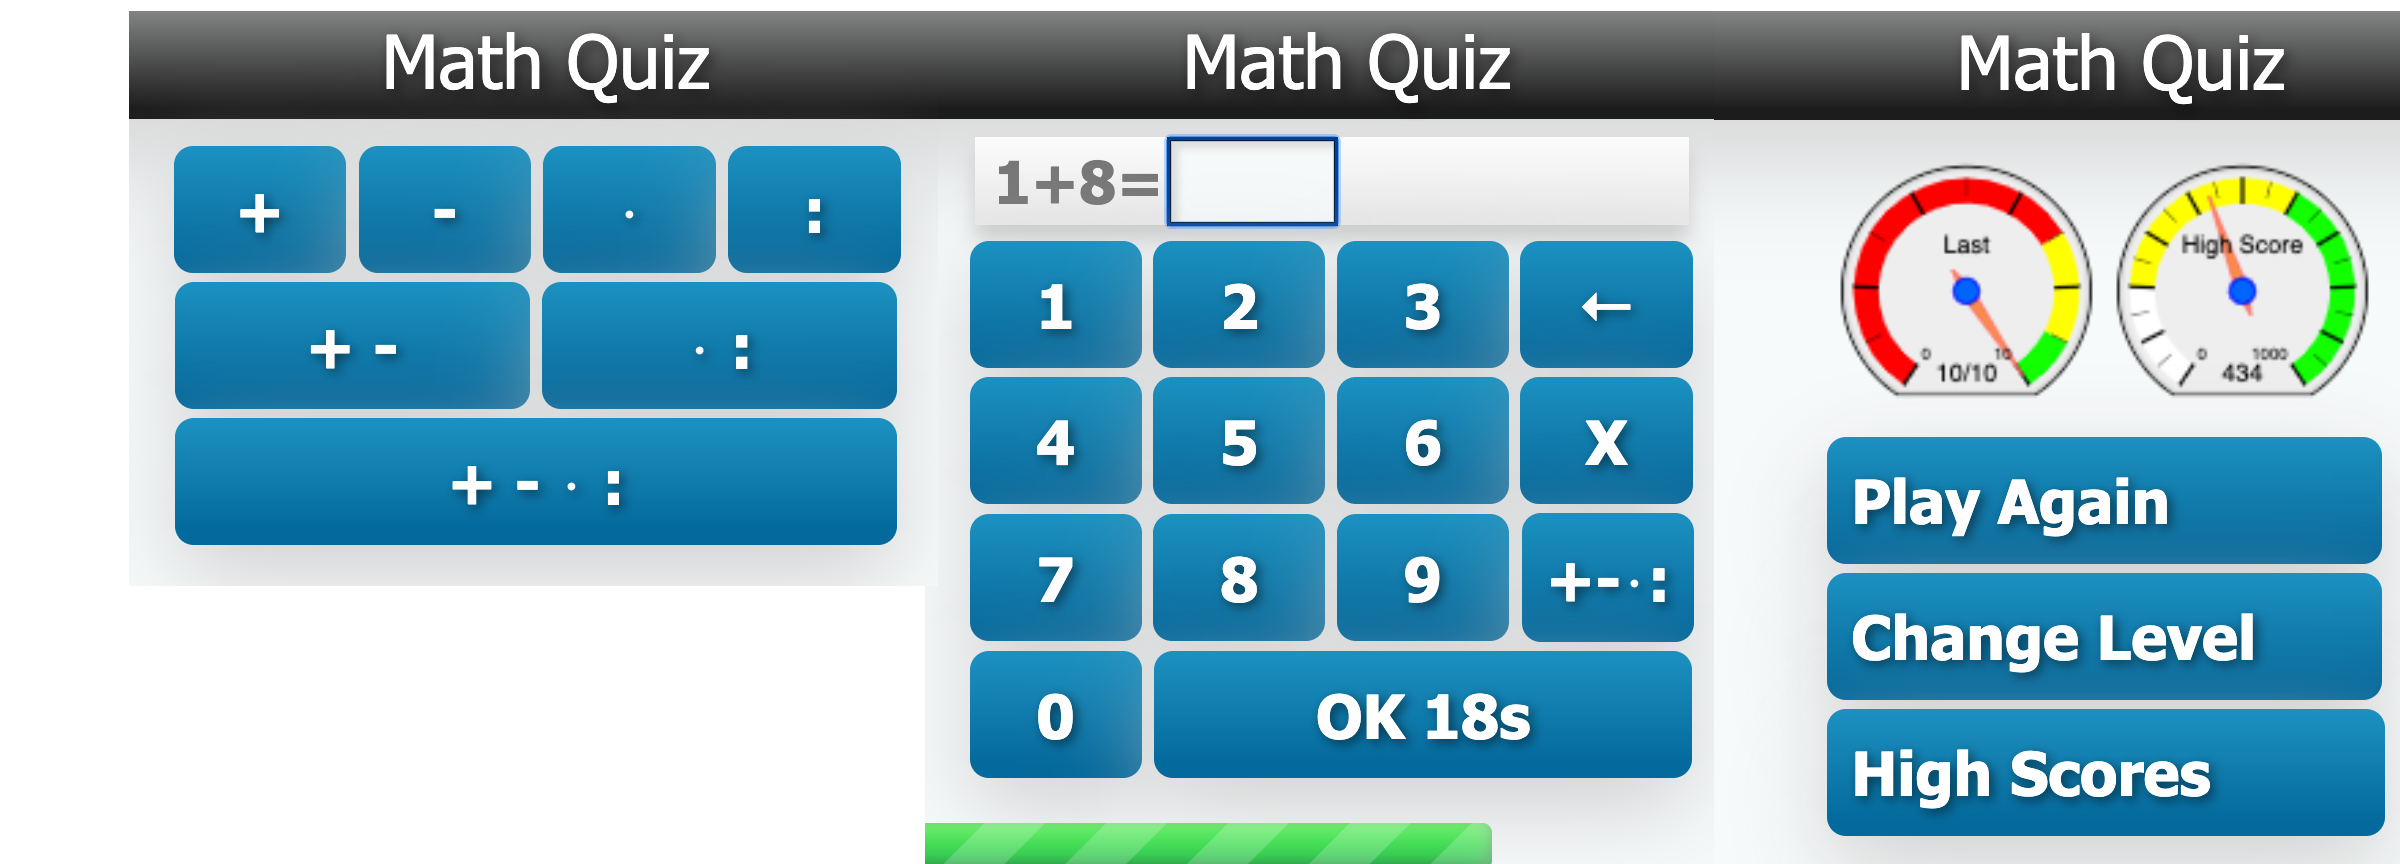 Math Quiz
+ - · :
+ - · :
+ - · :
Math Quiz
1+8=
1 2 3 ←
4 5 6 X
7 8 9 +-·:
0 OK 18s
Math Quiz
Last High Score
0 10 0 1000
10/10 434
Play Again
Change Level
High Scores